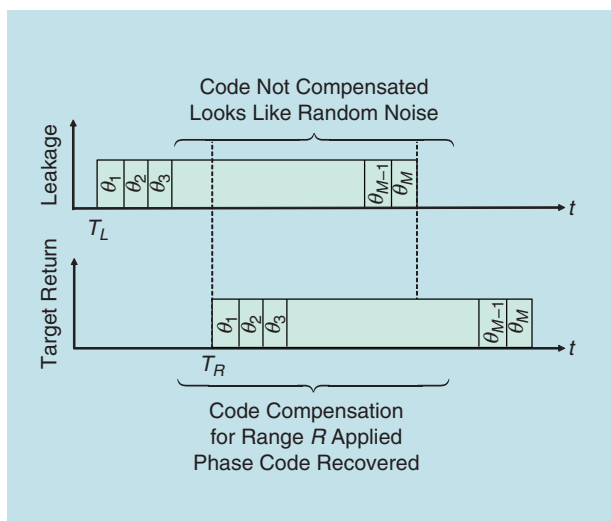 Code Not Compensated
Looks Like Random Noise
Leakage
θ1 θ2 θ3 θM−1 θM
t
TL
Target Return
θ1 θ2 θ3 θM−1 θM
t
TR
Code Compensation
for Range R Applied
Phase Code Recovered